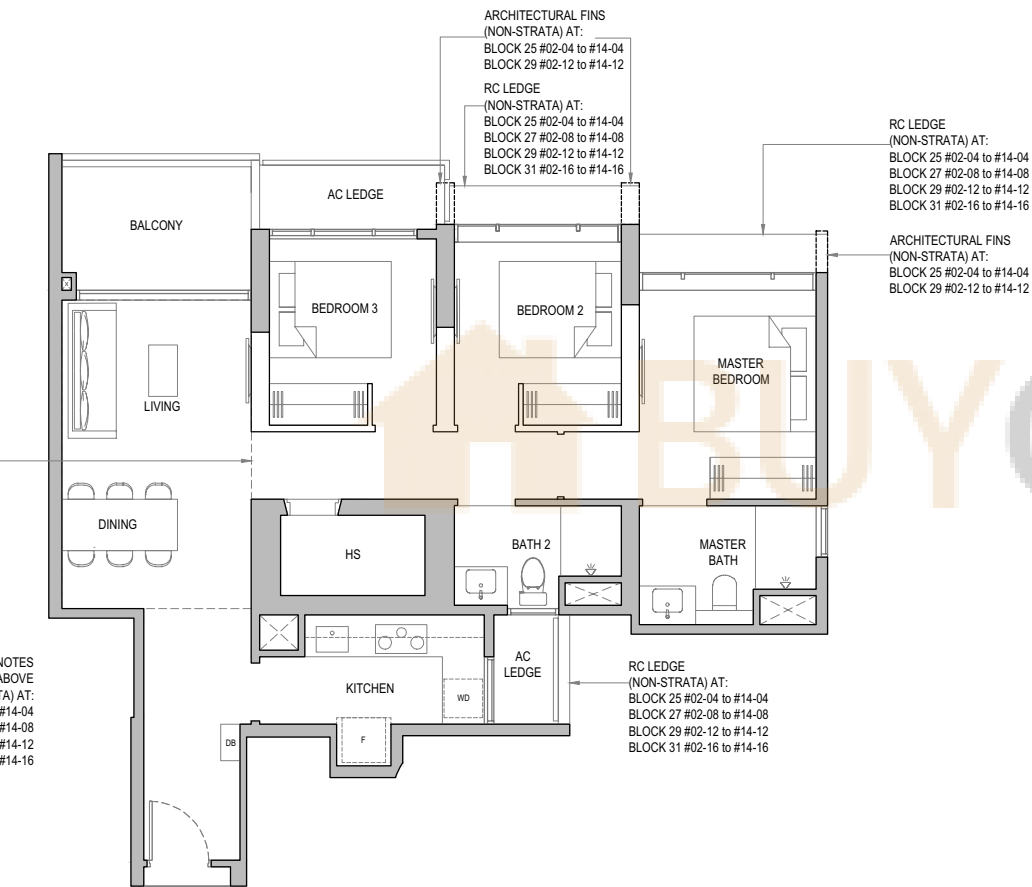 ARCHITECTURAL FINS
(NON-STRATA) AT:
BLOCK 25 #02-04 to #14-04
BLOCK 29 #02-12 to #14-12
RC LEDGE
(NON-STRATA) AT:
BLOCK 25 #02-04 to #14-04
BLOCK 27 #02-08 to #14-08
BLOCK 29 #02-12 to #14-12
BLOCK 31 #02-16 to #14-16
RC LEDGE
(NON-STRATA) AT:
BLOCK 25 #02-04 to #14-04
BLOCK 27 #02-08 to #14-08
BLOCK 29 #02-12 to #14-12
BLOCK 31 #02-16 to #14-16
ARCHITECTURAL FINS
(NON-STRATA) AT:
BLOCK 25 #02-04 to #14-04
BLOCK 29 #02-12 to #14-12
BALCONY
AC LEDGE
X
BEDROOM 3
BEDROOM 2
MASTER
BEDROOM
LIVING
BUY
DINING
HS
BATH 2
MASTER
BATH
KITCHEN
AC
LEDGE
WD
F
DB
RC LEDGE
(NON-STRATA) AT:
BLOCK 25 #02-04 to #14-04
BLOCK 27 #02-08 to #14-08
BLOCK 29 #02-12 to #14-12
BLOCK 31 #02-16 to #14-16
NOTES
ABOVE
TA) AT:
#14-04
#14-08
#14-12
#14-16